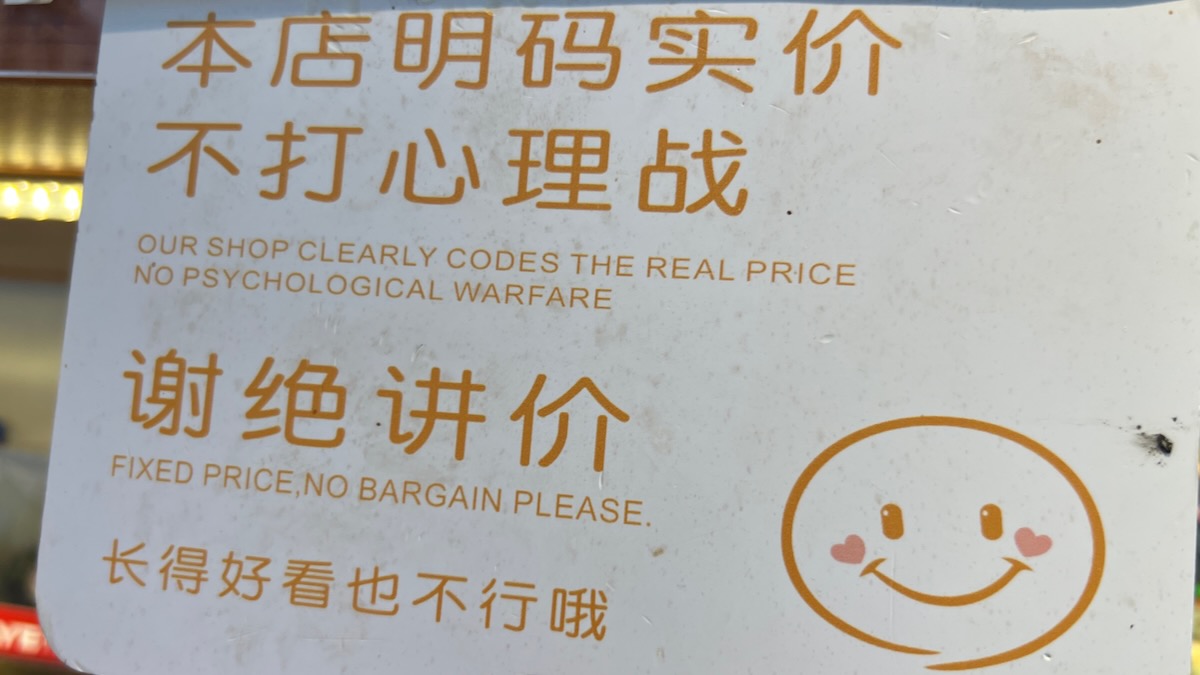 本店明码实价
不打心理战
OUR SHOP CLEARLY CODES THE REAL PRICE
NO PSYCHOLOGICAL WARFARE
谢绝讲价
FIXED PRICE,NO BARGAIN PLEASE.
长得好看也不行哦